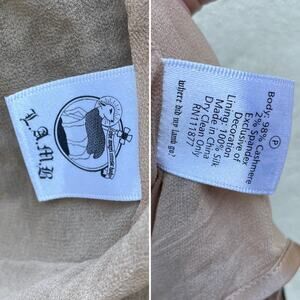 L.A.M.B
P
Body: 98% Cashmere
2% Spandex
Exclusive of
Decoration
Lining: 100% Silk
Made in China
Dry Clean Only
RN111877
Where did my lamb go?